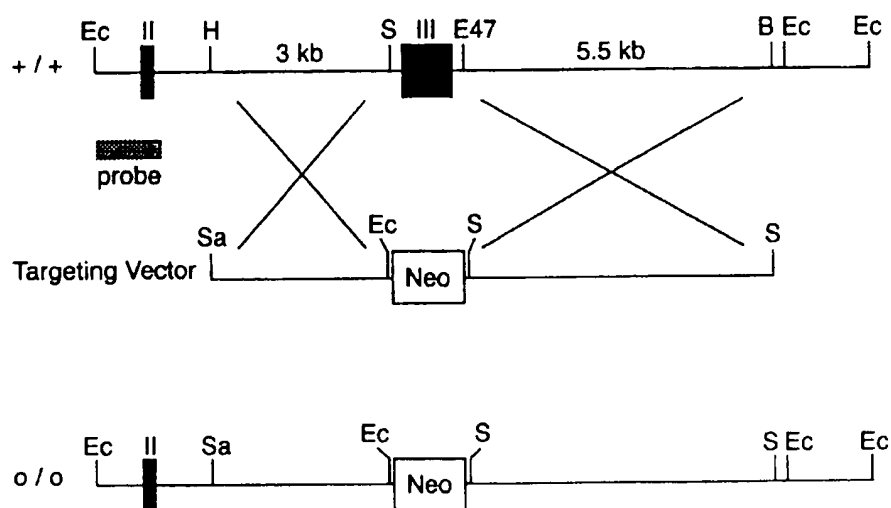 Ec II H S III E47 B Ec Ec
+ / + 3 kb 5.5 kb
probe
Ec S
Sa S
Targeting Vector Neo
Ec II Sa Ec S S Ec Ec
o / o Neo